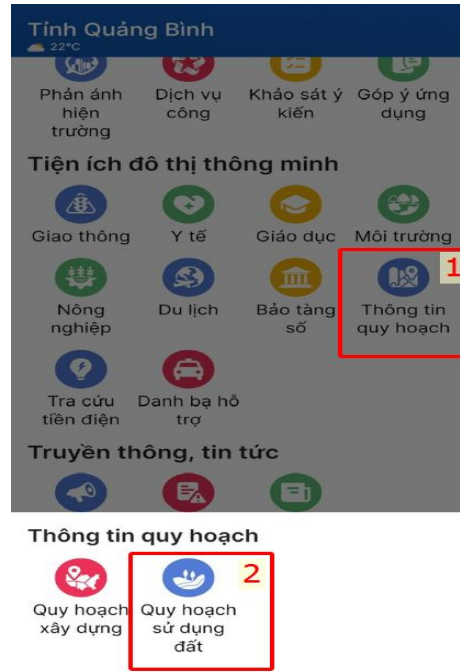 Tỉnh Quảng Bình
22°C
Phản ánh hiện trường
Dịch vụ công
Khảo sát ý kiến
Góp ý ứng dụng
Tiện ích đô thị thông minh
Giao thông
Y tế
Giáo dục
Môi trường
1
Nông nghiệp
Du lịch
Bảo tàng số
Thông tin quy hoạch
Tra cứu tiền điện
Danh bạ hỗ trợ
Truyền thông, tin tức
Thông tin quy hoạch
2
Quy hoạch xây dựng
Quy hoạch sử dụng đất